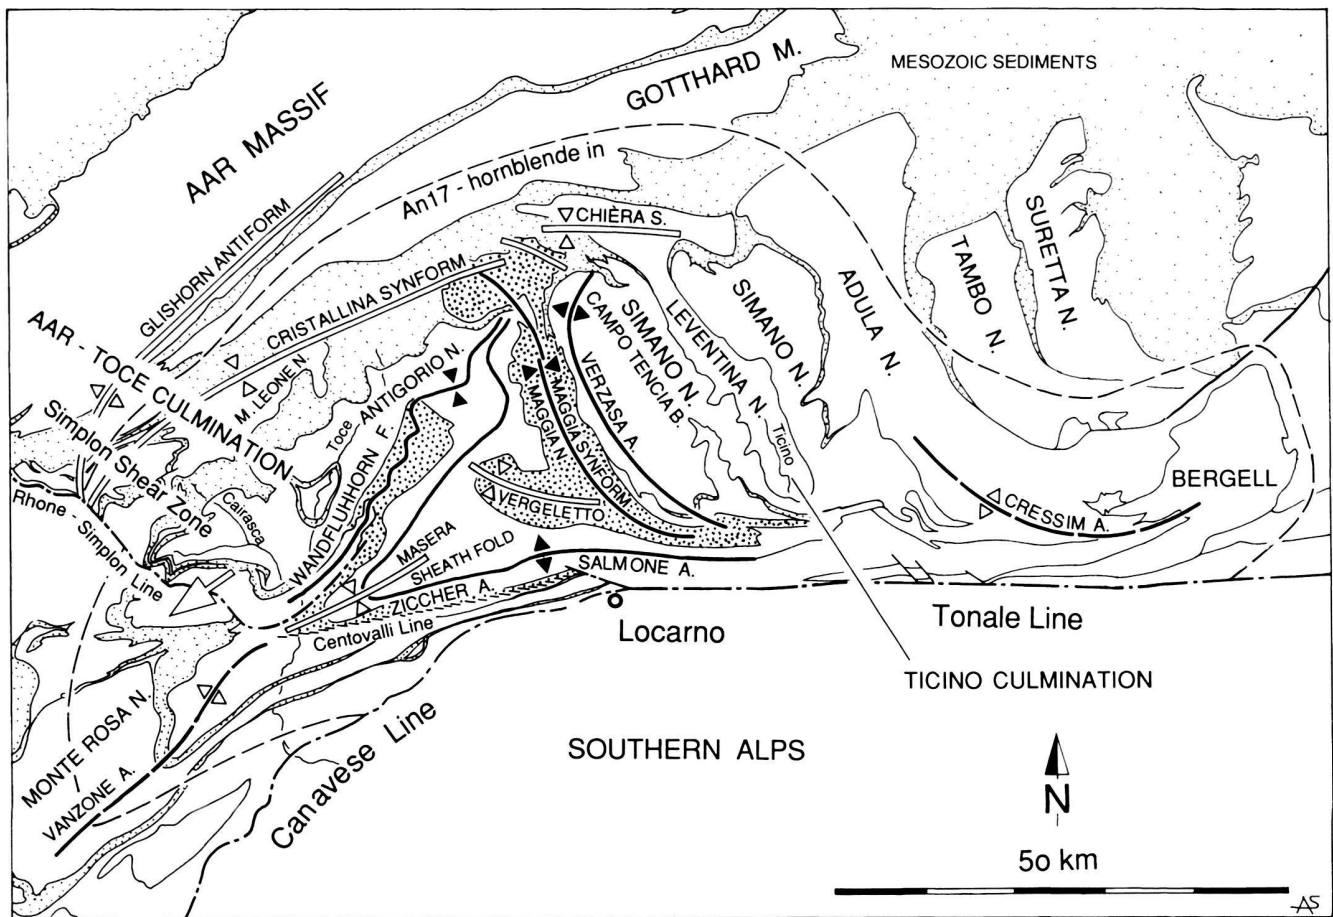 MESOZOIC SEDIMENTS
GOTTHARD M.
AAR MASSIF
An17 - hornblende in
CHIÈRA S.
GLISHORN ANTIFORM
CRISTALLINA SYNFORM
AAR - TOCE CULMINATION
M. LEONE N.
Toce
ANTIGORIO N.
SURETTA N.
TAMBO N.
ADULA N.
SIMANO N.
LEVENTINA N.
Ticino
SIMANO N.
CAMPO TENCIA B.
VERZASA A.
MAGGIA SYNFORM
MAGGIA N.
Simplon Shear Zone
Rhone - Simplon Line
Cairasca
WANDFLUHHORN F.
VERGELETTO
MASERA
SHEATH FOLD
BERGELL
CRESSIM A.
SALMONE A.
ZICCHER A.
Centovalli Line
Locarno
Tonale Line
TICINO CULMINATION
MONTE ROSA N.
VANZONE A.
Canavese Line
SOUTHERN ALPS
N
5o km
AS